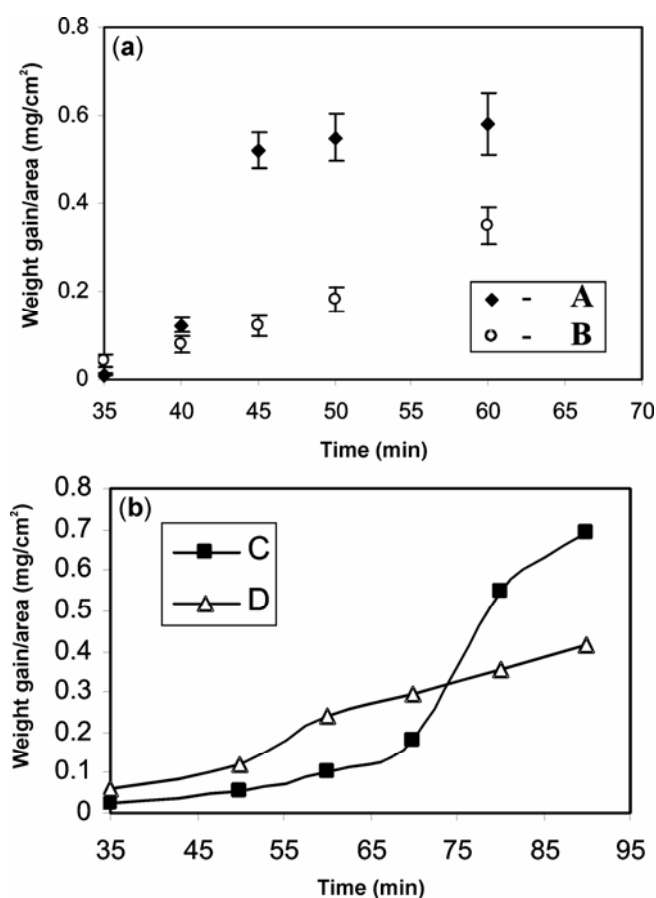 (a)
Weight gain/area (mg/cm²)
0.8
0.6
0.4
0.2
0
35 40 45 50 55 60 65 70
Time (min)
- A
- B
(b)
Weight gain/area (mg/cm²)
0.8
0.7
0.6
0.5
0.4
0.3
0.2
0.1
0
35 45 55 65 75 85 95
Time (min)
C
D